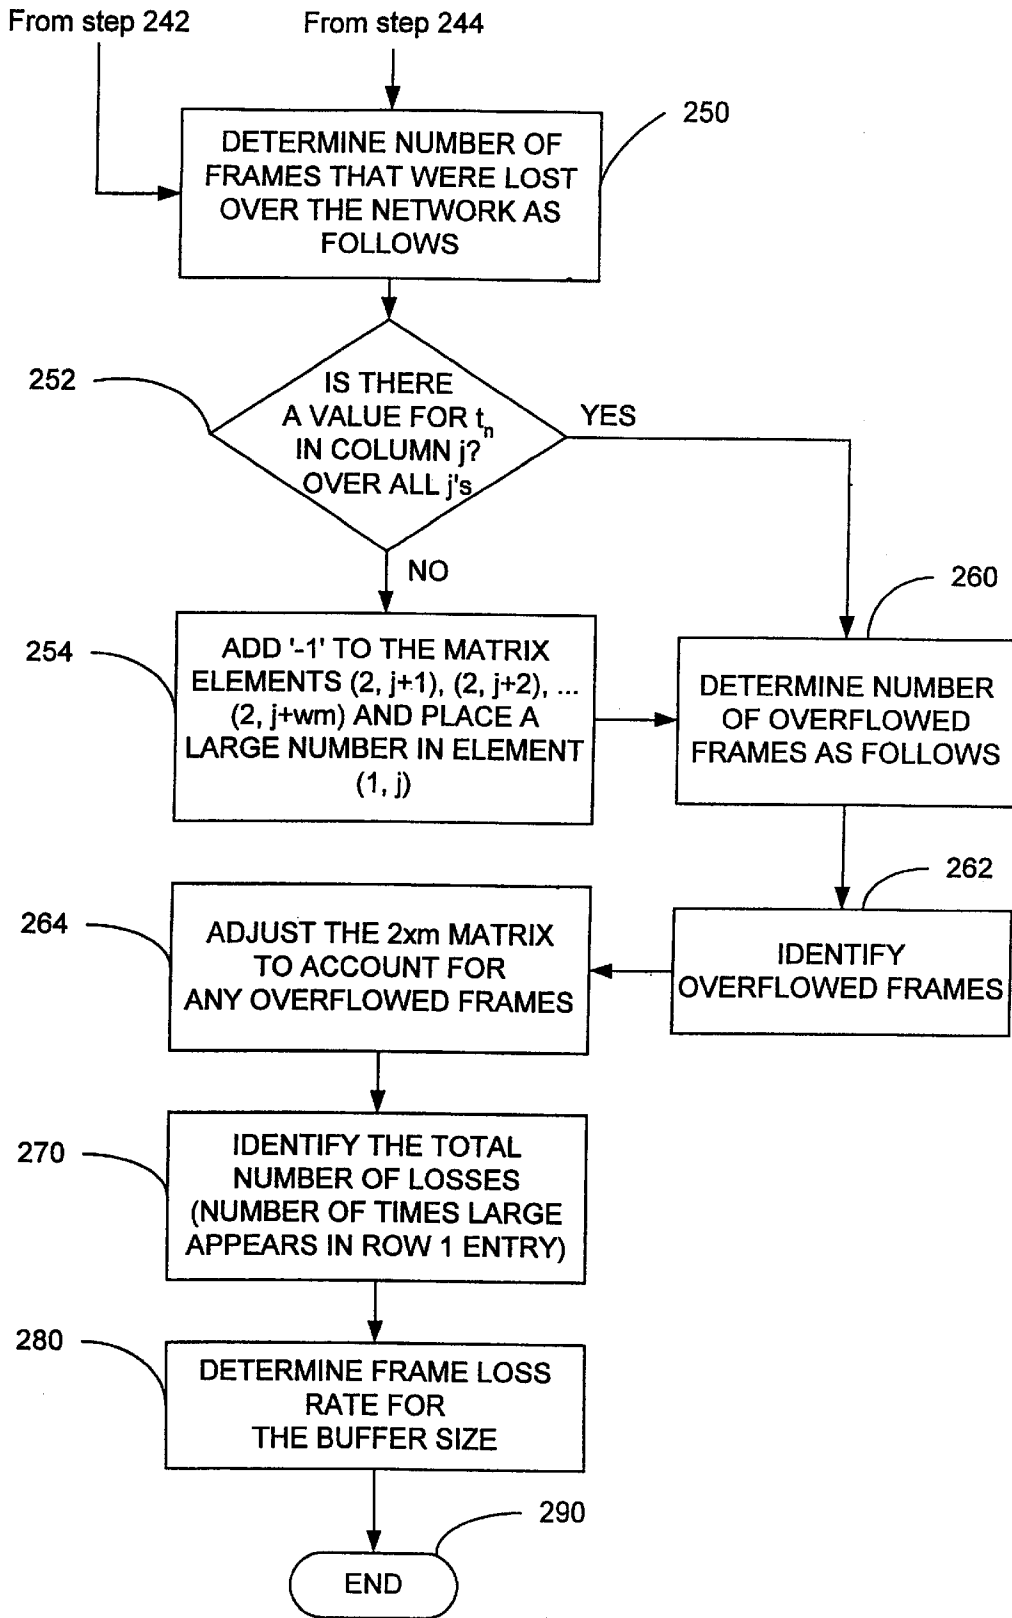 From step 242
From step 244
250
DETERMINE NUMBER OF
FRAMES THAT WERE LOST
OVER THE NETWORK AS
FOLLOWS
252
IS THERE
A VALUE FOR tn
IN COLUMN j?
OVER ALL j's
YES
NO
254
ADD '-1' TO THE MATRIX
ELEMENTS (2, j+1), (2, j+2), ...
(2, j+wm) AND PLACE A
LARGE NUMBER IN ELEMENT
(1, j)
260
DETERMINE NUMBER
OF OVERFLOWED
FRAMES AS FOLLOWS
262
IDENTIFY
OVERFLOWED FRAMES
264
ADJUST THE 2xm MATRIX
TO ACCOUNT FOR
ANY OVERFLOWED FRAMES
270
IDENTIFY THE TOTAL
NUMBER OF LOSSES
(NUMBER OF TIMES LARGE
APPEARS IN ROW 1 ENTRY)
280
DETERMINE FRAME LOSS
RATE FOR
THE BUFFER SIZE
290
END